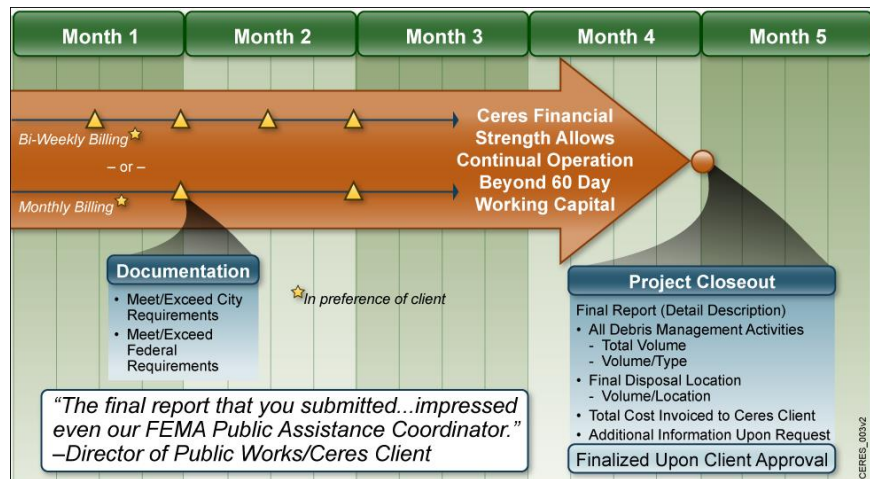 Month 1
Month 2
Month 3
Month 4
Month 5
Bi-Weekly Billing
– or –
Monthly Billing
Ceres Financial
Strength Allows
Continual Operation
Beyond 60 Day
Working Capital
Documentation
• Meet/Exceed City
Requirements
• Meet/Exceed
Federal
Requirements
In preference of client
Project Closeout
Final Report (Detail Description)
• All Debris Management Activities
- Total Volume
- Volume/Type
• Final Disposal Location
- Volume/Location
• Total Cost Invoiced to Ceres Client
• Additional Information Upon Request
Finalized Upon Client Approval
“The final report that you submitted...impressed
even our FEMA Public Assistance Coordinator.”
–Director of Public Works/Ceres Client
CERES_003v2